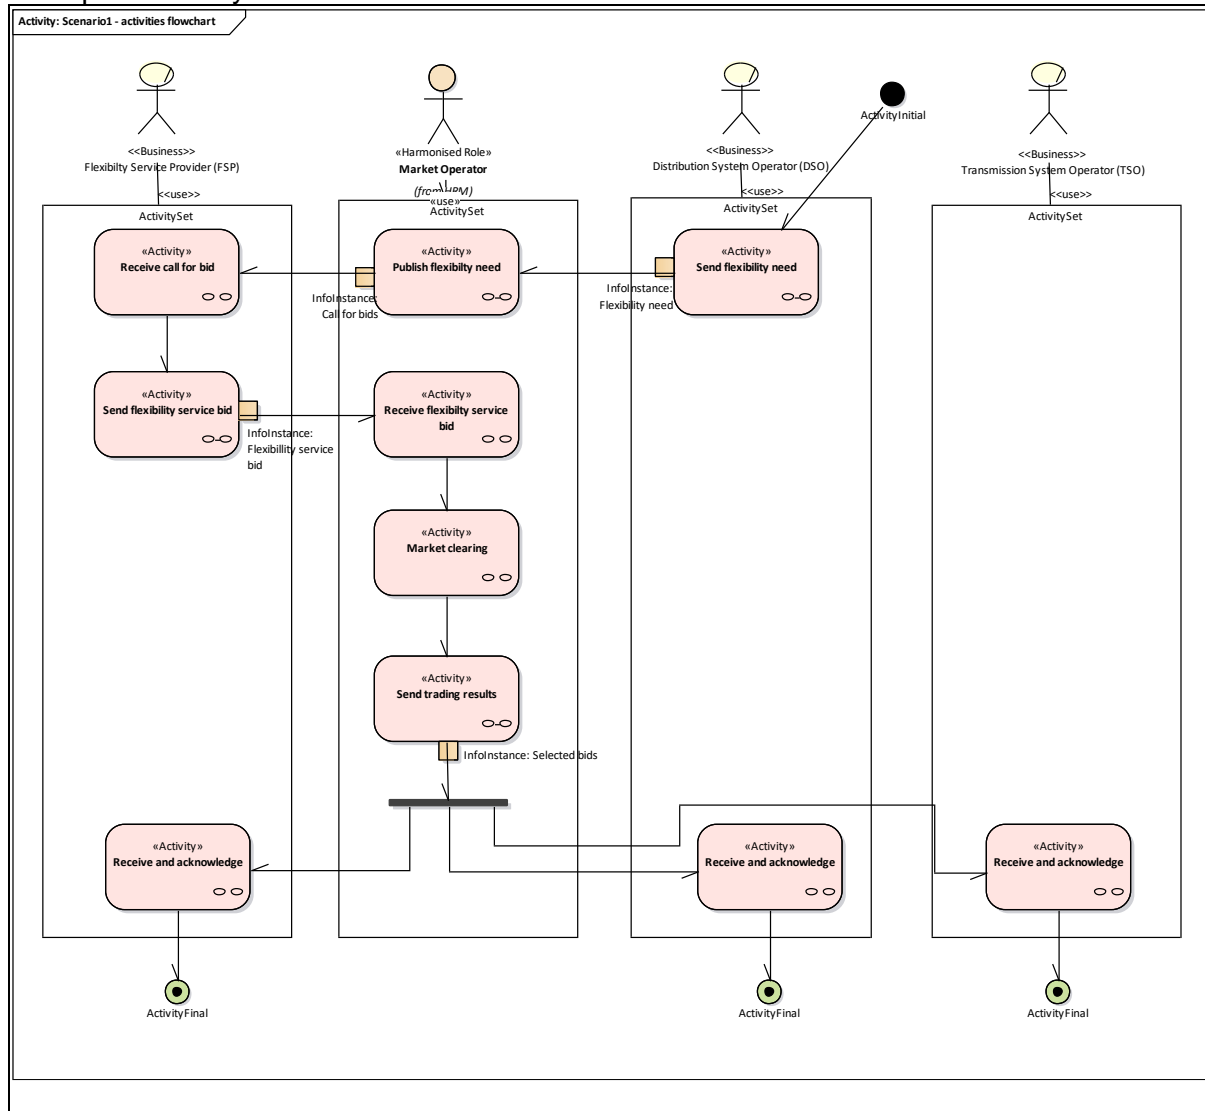 Activity: Scenario1 - activities flowchart
<<Business>>
Flexibilty Service Provider (FSP)
<<use>>
«Harmonised Role»
Market Operator
«use»
<<Business>>
Distribution System Operator (DSO)
<<use>>
ActivityInitial
<<Business>>
Transmission System Operator (TSO)
<<use>>
ActivitySet
ActivitySet
ActivitySet
ActivitySet
«Activity»
Receive call for bid
«Activity»
Publish flexibilty need
InfoInstance:
Call for bids
«Activity»
Send flexibility need
InfoInstance:
Flexibility need
«Activity»
Send flexibility service bid
InfoInstance:
Flexibillity service
bid
«Activity»
Receive flexibilty service
bid
«Activity»
Market clearing
«Activity»
Send trading results
InfoInstance: Selected bids
«Activity»
Receive and acknowledge
«Activity»
Receive and acknowledge
«Activity»
Receive and acknowledge
ActivityFinal
ActivityFinal
ActivityFinal